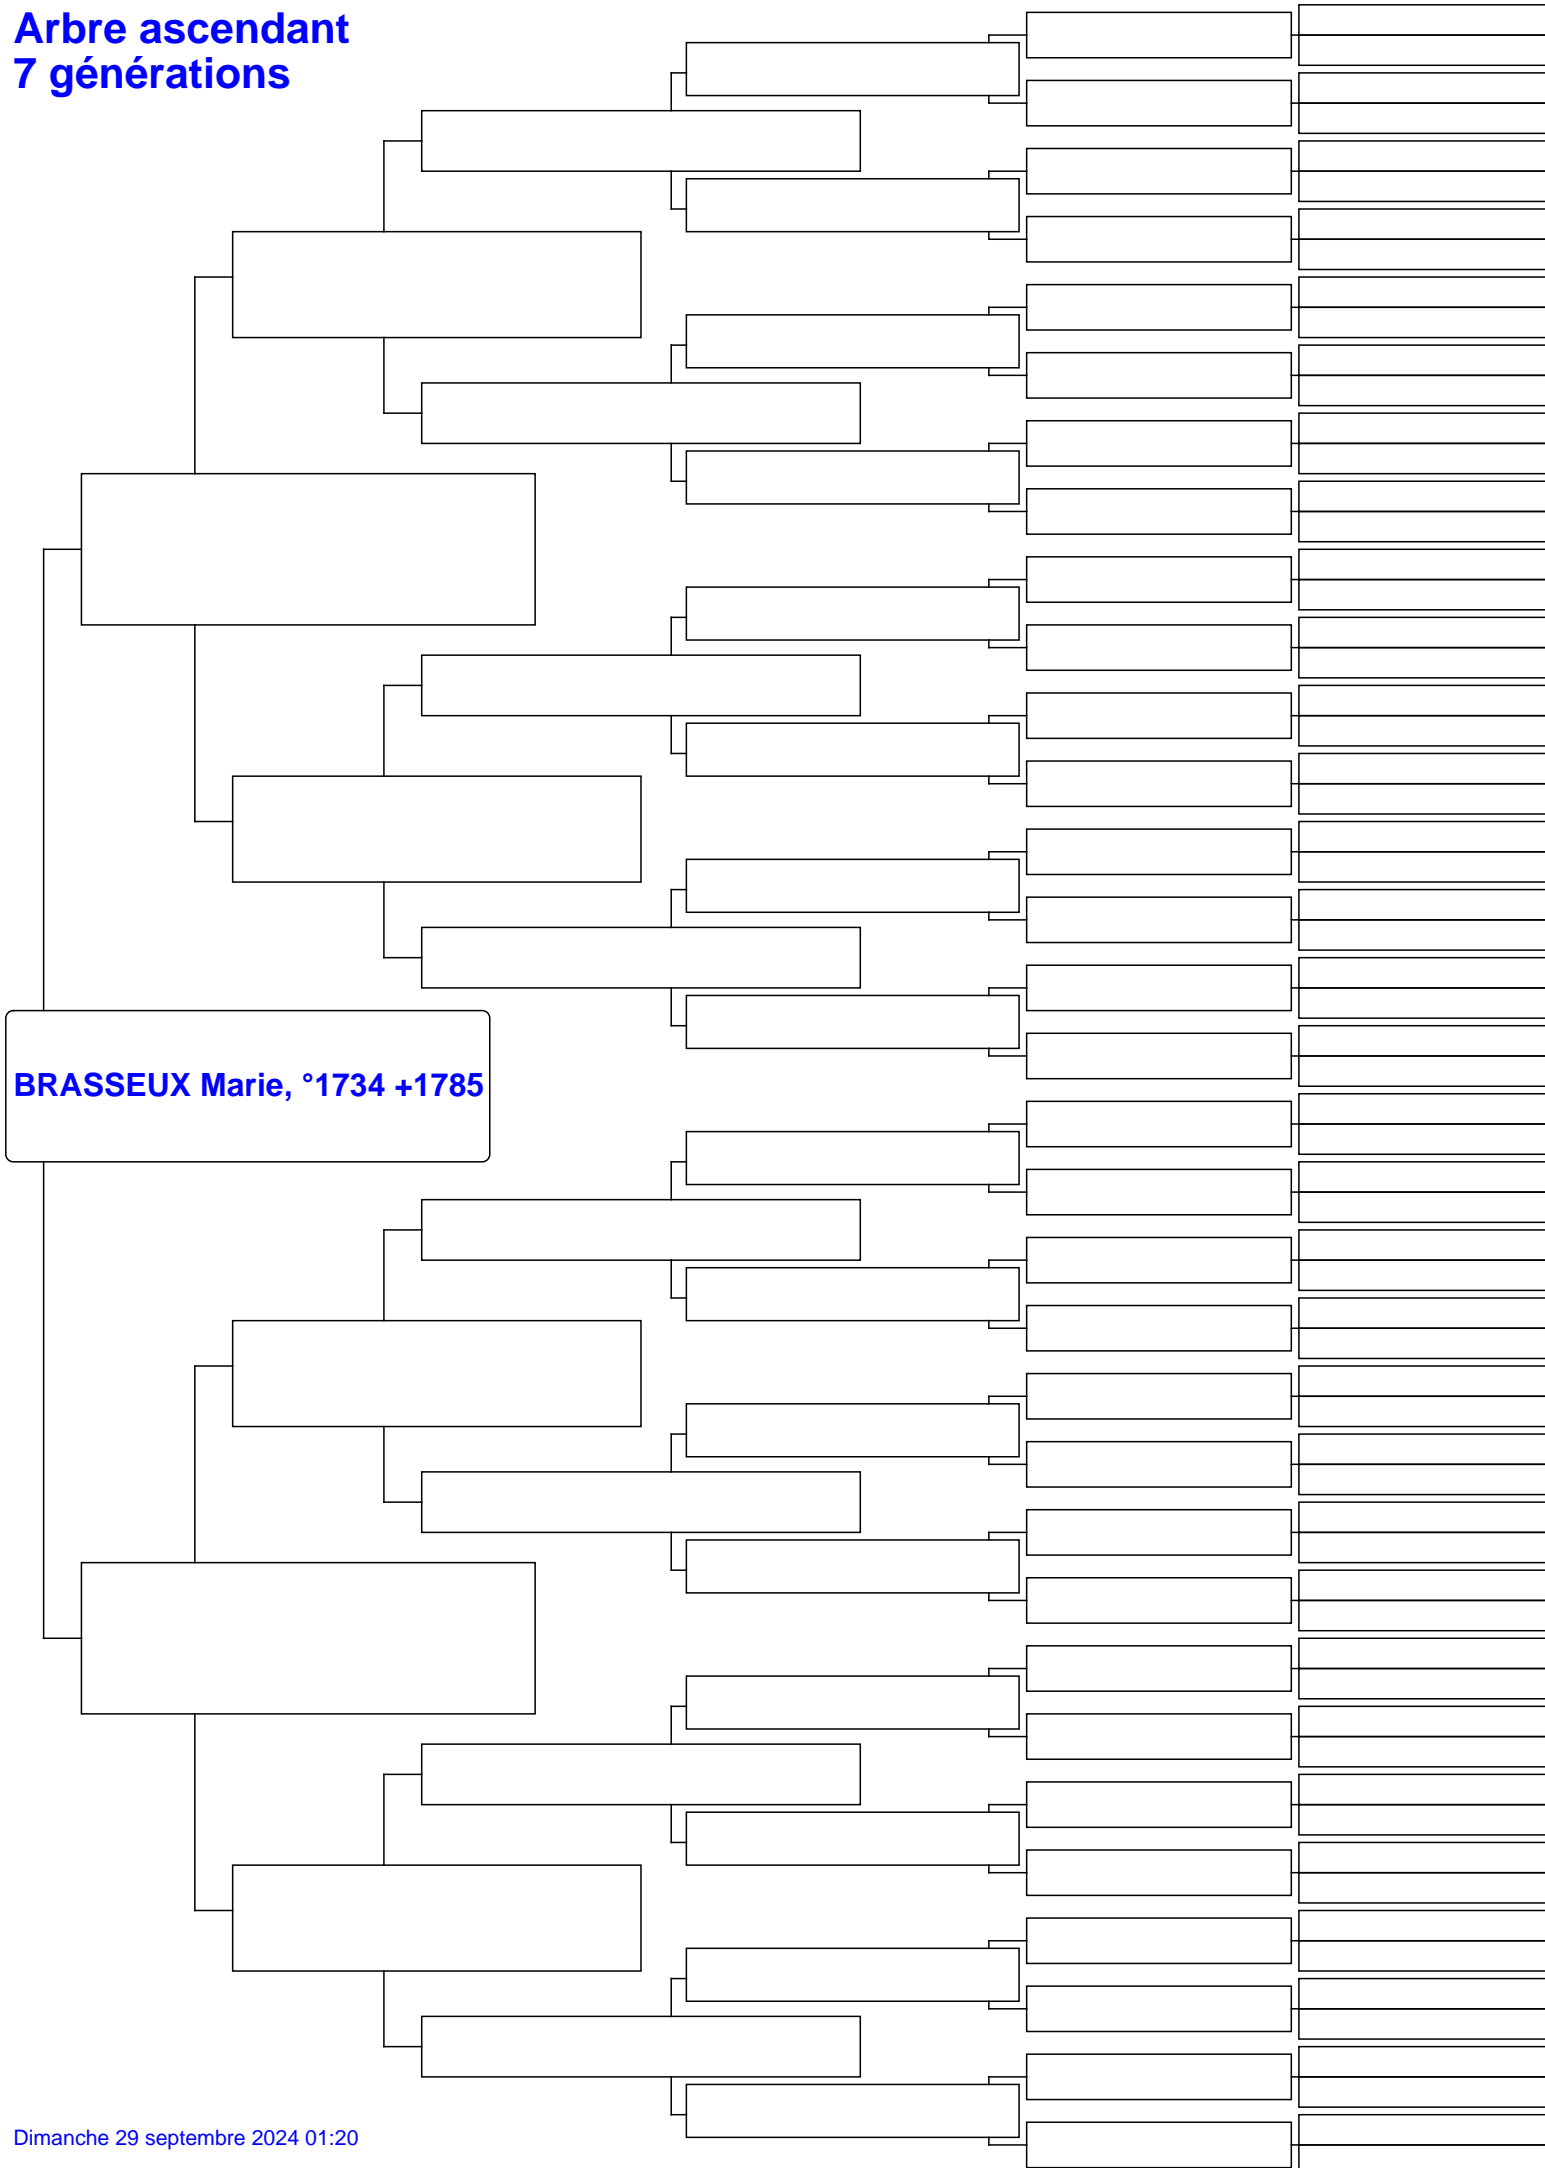 Arbre ascendant
7 générations
BRASSEUX Marie, °1734 +1785
Dimanche 29 septembre 2024 01:20